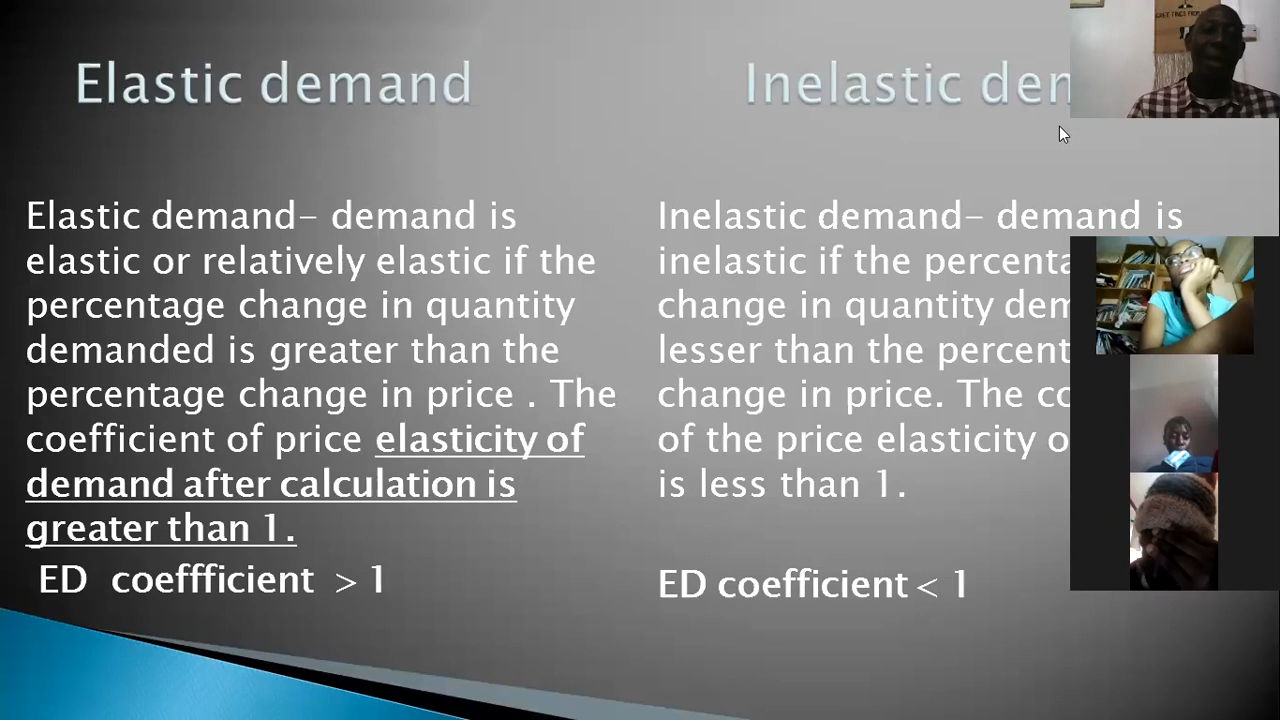 Elastic demand
Elastic demand- demand is
elastic or relatively elastic if the
percentage change in quantity
demanded is greater than the
percentage change in price . The
coefficient of price elasticity of
demand after calculation is
greater than 1.
ED coeffficient > 1
Inelastic den
Inelastic demand- demand is
inelastic if the percenta
change in quantity dem
lesser than the percent
change in price. The co
of the price elasticity o
is less than 1.
ED coefficient < 1